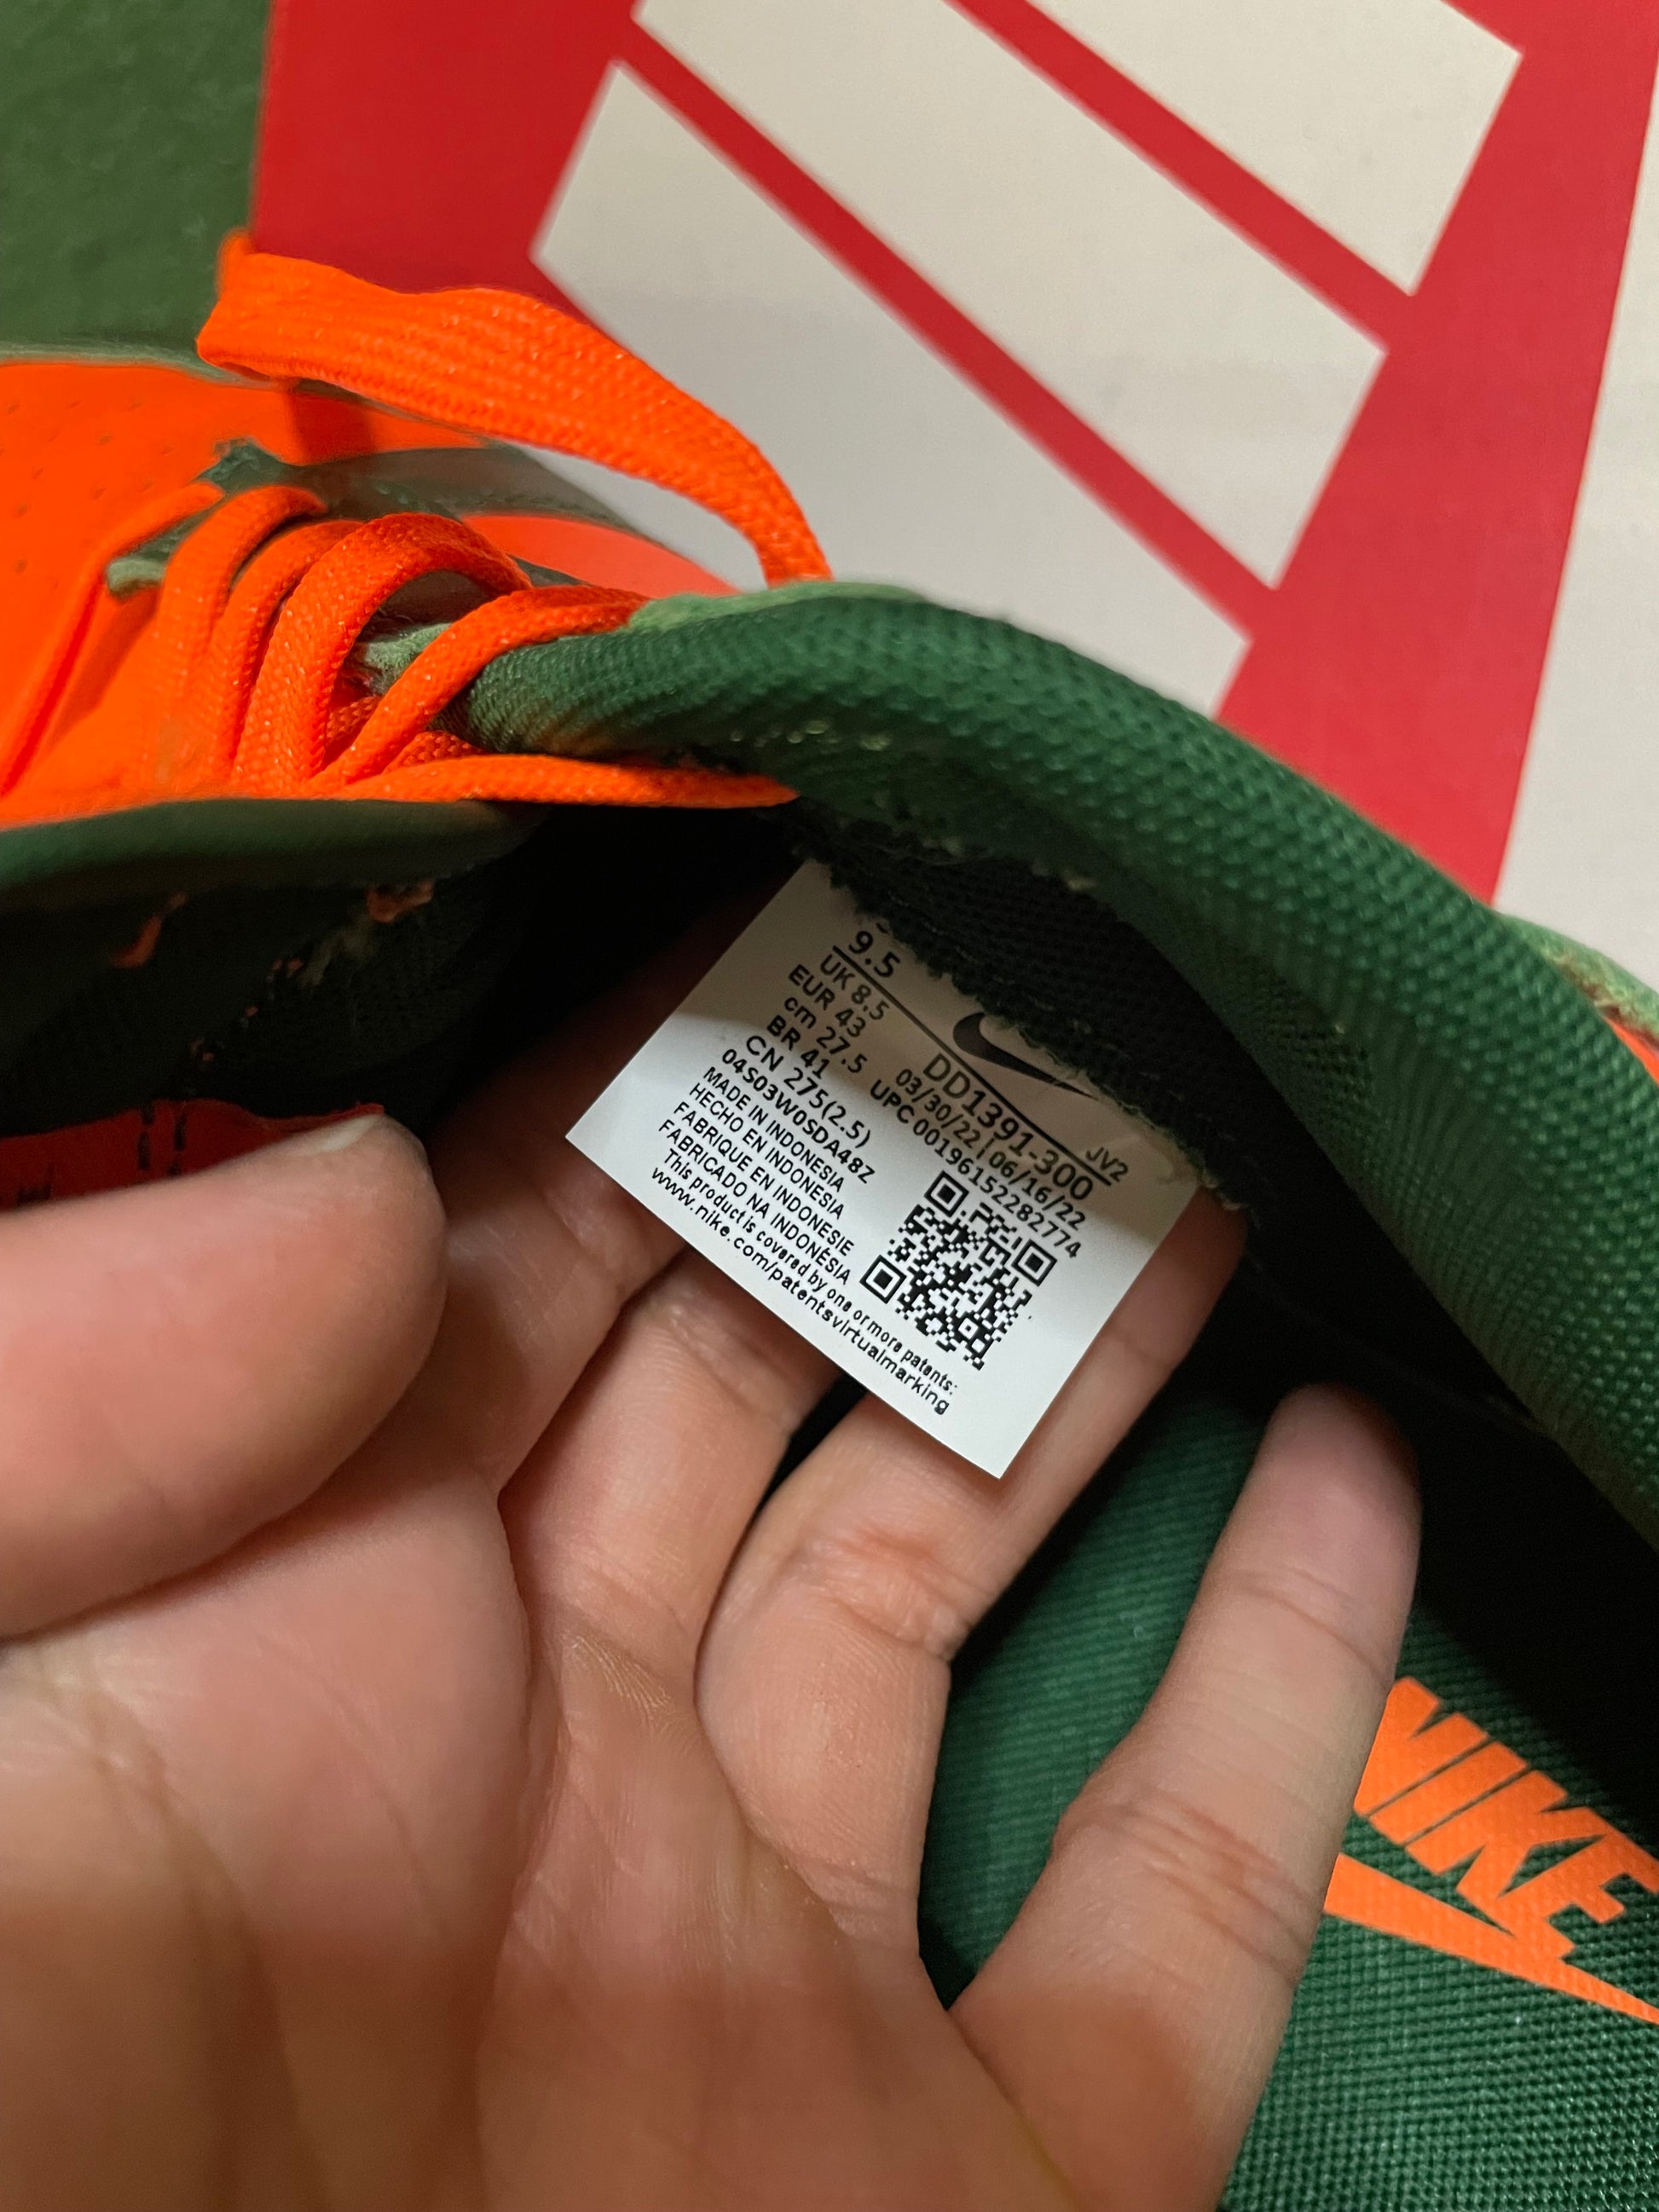 9.5
UK 8.5
EUR 43
cm 27.5
BR 41
CN 275(2.5)
JV2
DD1391-300
03/30/22 | 06/16/22
UPC 00196152282774
04S03W0SDA48Z
MADE IN INDONESIA
HECHO EN INDONESIA
FABRIQUE EN INDONESIE
FABRICADO NA INDONÉSIA
This product is covered by one or more patents:
www.nike.com/patentsvirtualmarking
NIKE